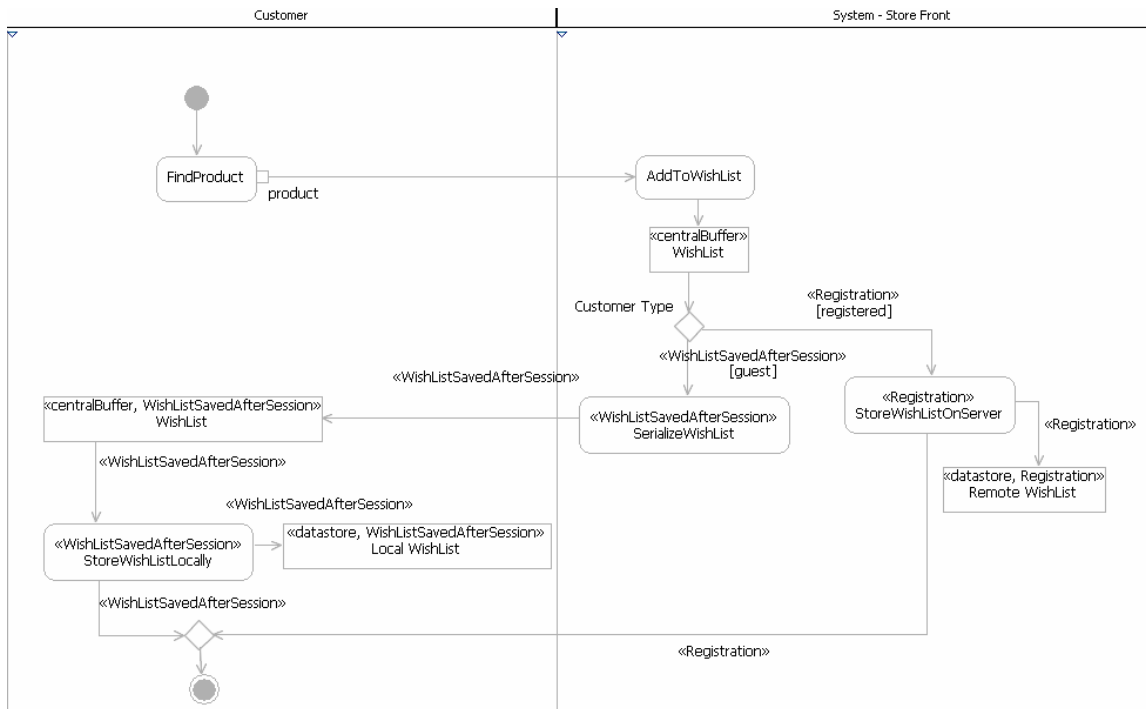 Customer
System - Store Front
FindProduct
product
AddToWishList
«centralBuffer»
WishList
Customer Type
«Registration»
[registered]
«WishListSavedAfterSession»
[guest]
«WishListSavedAfterSession»
«centralBuffer, WishListSavedAfterSession»
WishList
«WishListSavedAfterSession»
SerializeWishList
«Registration»
StoreWishListOnServer
«Registration»
«WishListSavedAfterSession»
«datastore, Registration»
Remote WishList
«WishListSavedAfterSession»
«WishListSavedAfterSession»
StoreWishListLocally
«datastore, WishListSavedAfterSession»
Local WishList
«WishListSavedAfterSession»
«Registration»